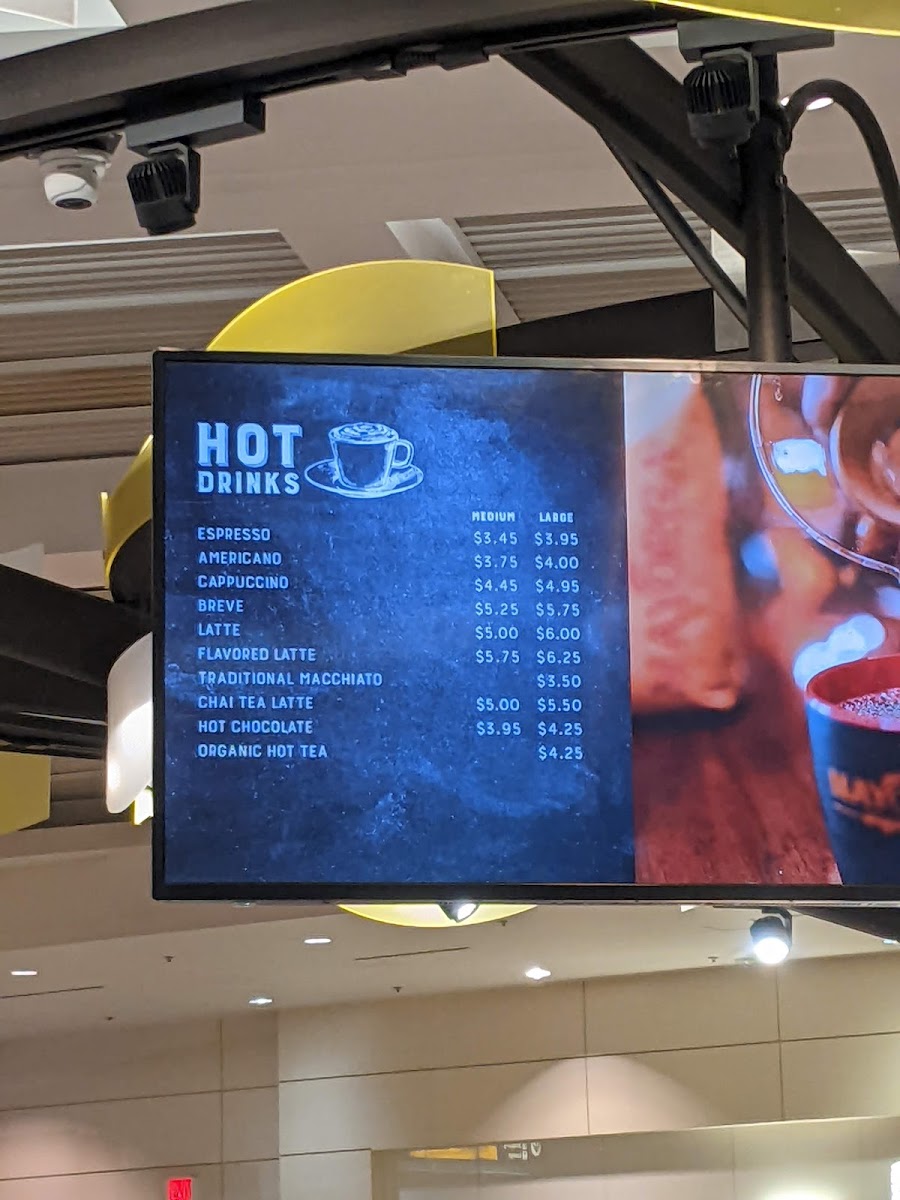 HOT
DRINKS
MEDIUM LARGE
ESPRESSO $3.45 $3.95
AMERICANO $3.75 $4.00
CAPPUCCINO $4.45 $4.95
BREVE $5.25 $5.75
LATTE $5.00 $6.00
FLAVORED LATTE $5.75 $6.25
TRADITIONAL MACCHIATO $3.50
CHAI TEA LATTE $5.00 $5.50
HOT CHOCOLATE $3.95 $4.25
ORGANIC HOT TEA $4.25
EXIT